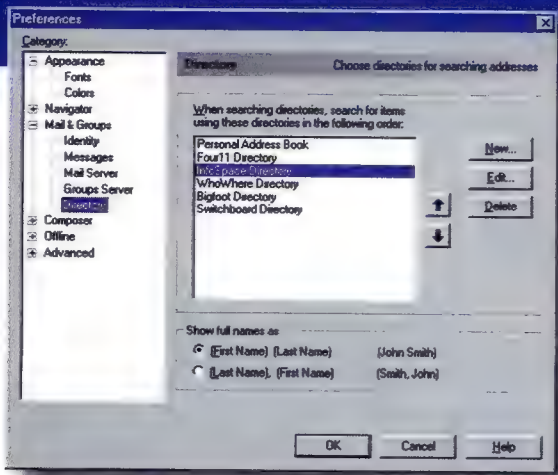 Preferences
Category:
Appearance
Fonts
Colors
Navigator
Mail & Groups
Identity
Messages
Mail Server
Groups Server
Directory
Composer
Offline
Advanced
Directory
Choose directories for searching addresses
When searching directories, search for items
using these directories in the following order:
Personal Address Book
Four11 Directory
InfoSpace Directory
WhoWhere Directory
Bigfoot Directory
Switchboard Directory
New...
Edit...
Delete
Show full names as
(First Name) (Last Name) (John Smith)
(Last Name), (First Name) (Smith, John)
OK
Cancel
Help